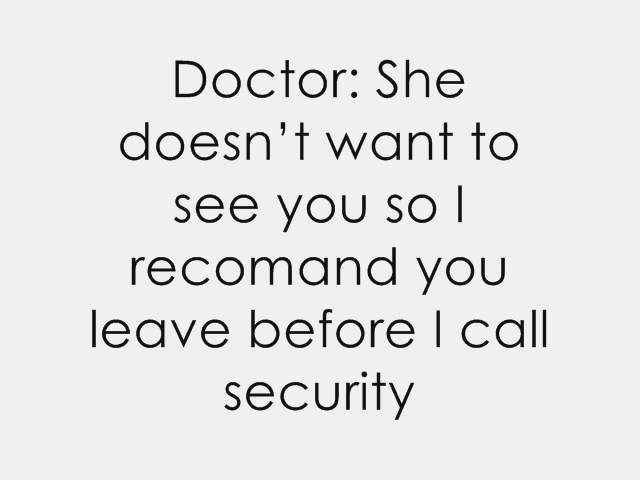 Doctor: She
doesn’t want to
see you so I
recomand you
leave before I call
security